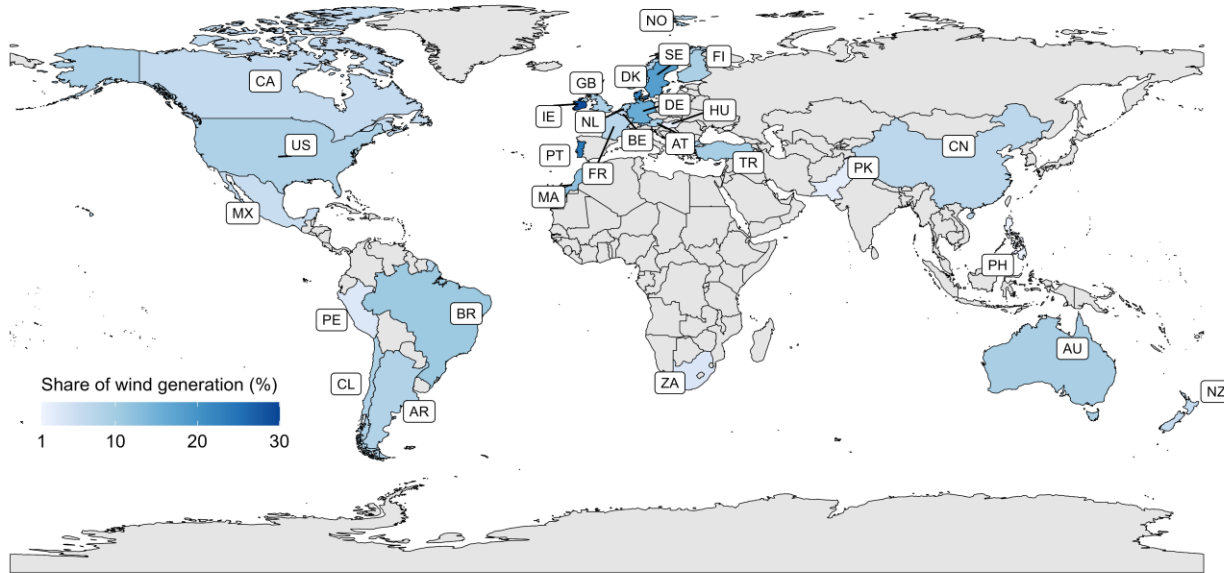 NO
SE
FI
CA
GB
DK
DE
HU
IE
NL
US
BE
AT
CN
PT
TR
FR
PK
MA
MX
PH
PE
BR
AU
ZA
CL
NZ
AR
Share of wind generation (%)
1 10 20 30